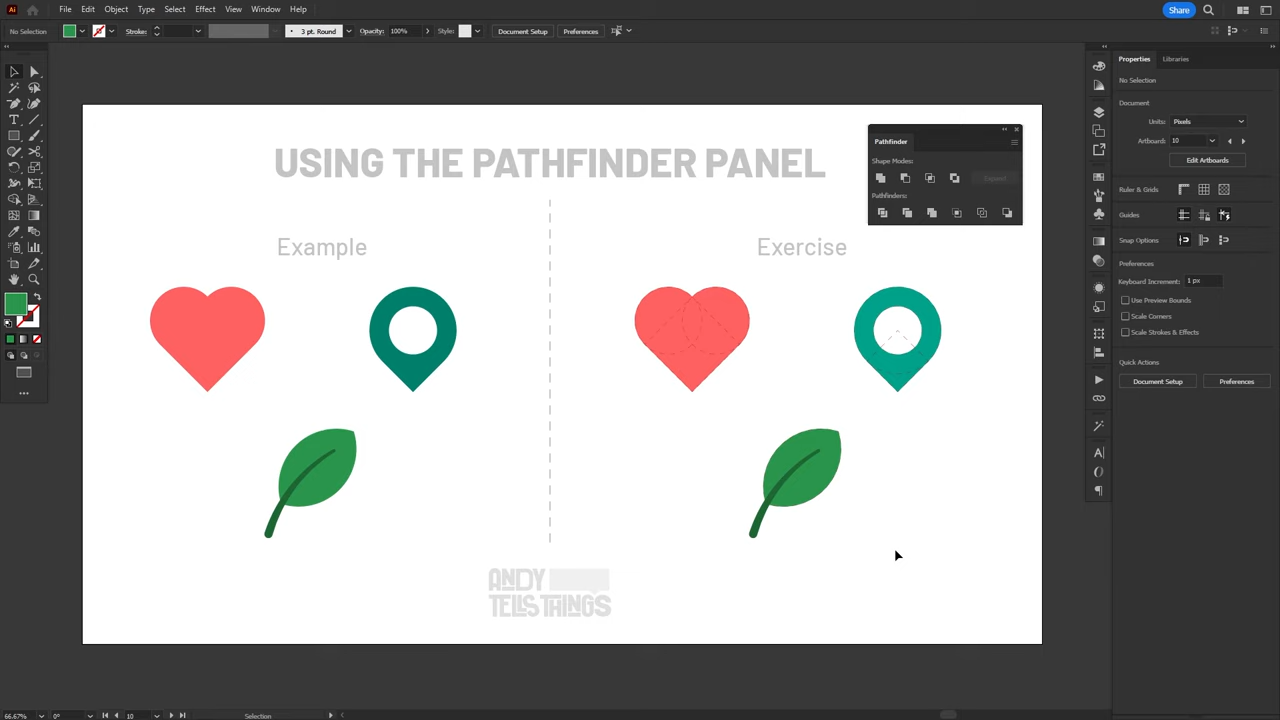 Ai File Edit Object Type Select Effect View Window Help Share
No Selection Stroke: 3 pt. Round Opacity: 100% Style: Document Setup Preferences
Properties Libraries
No Selection
Document
Units: Pixels
Artboard: 10
Edit Artboards
Ruler & Grids
Guides
Snap Options
Preferences
Keyboard Increment: 1 px
Use Preview Bounds
Scale Corners
Scale Strokes & Effects
Quick Actions
Document Setup Preferences
Pathfinder
Shape Modes:
Expand
Pathfinders:
USING THE PATHFINDER PANEL
Example
Exercise
ANDY
TELLS THINGS
66.67% 0° 10 Selection